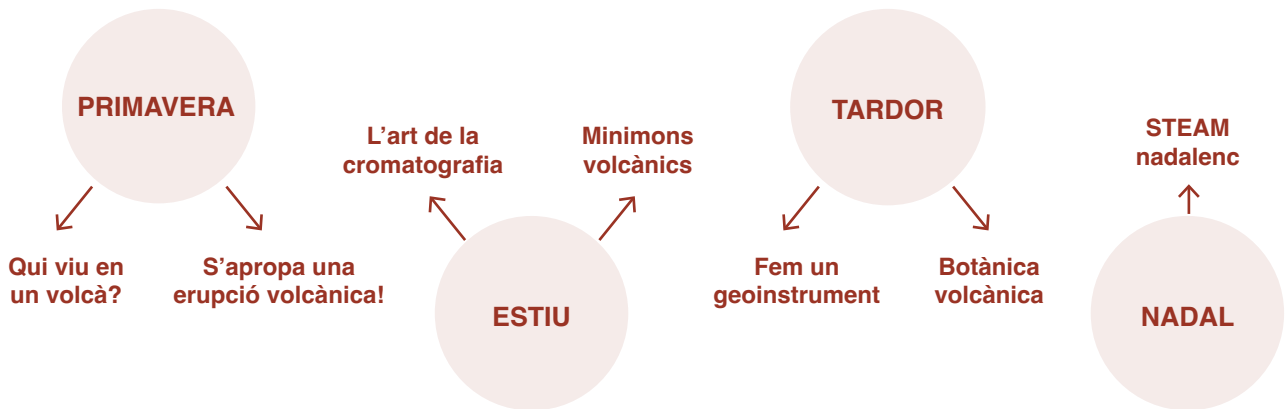 PRIMAVERA
Qui viu en
un volcà?
S'apropa una
erupció volcànica!
L'art de la
cromatografia
Minimons
volcànics
ESTIU
TARDOR
Fem un
geoinstrument
Botànica
volcànica
STEAM
nadalenc
NADAL